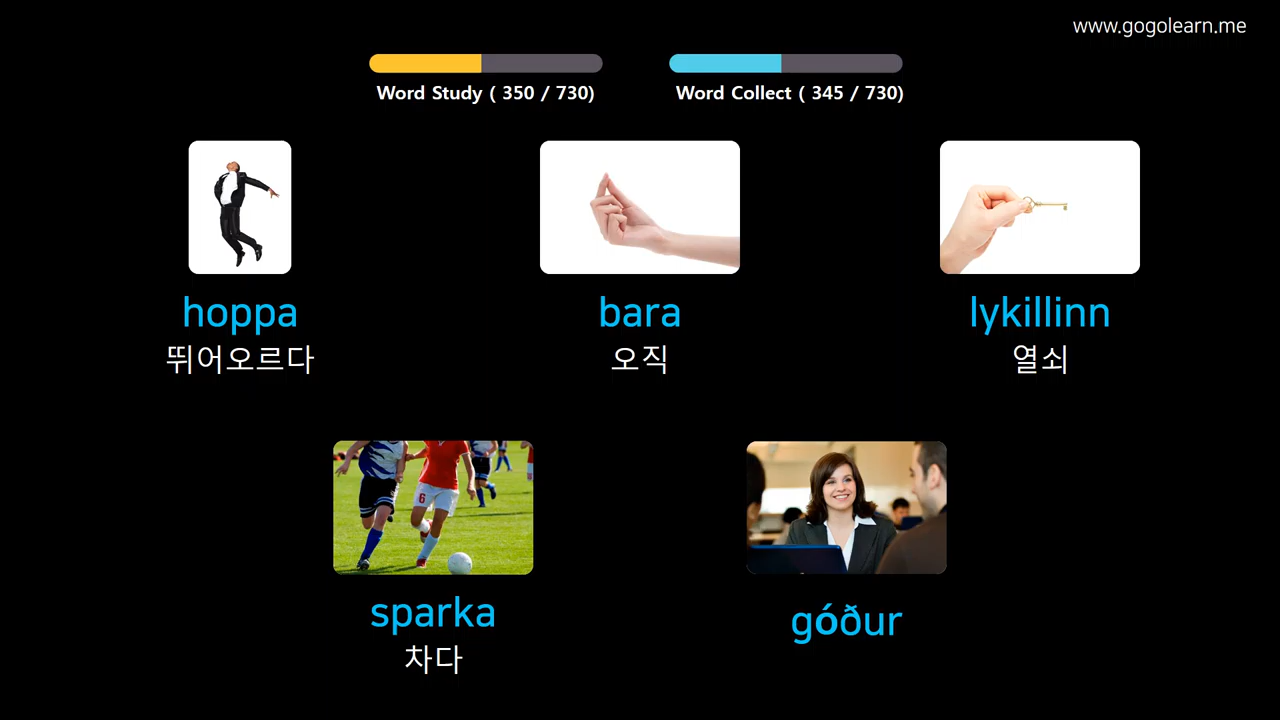 www.gogolearn.me
Word Study ( 350 / 730)
Word Collect ( 345 / 730)
hoppa
뛰어오르다
bara
오직
lykillinn
열쇠
6
sparka
차다
góður